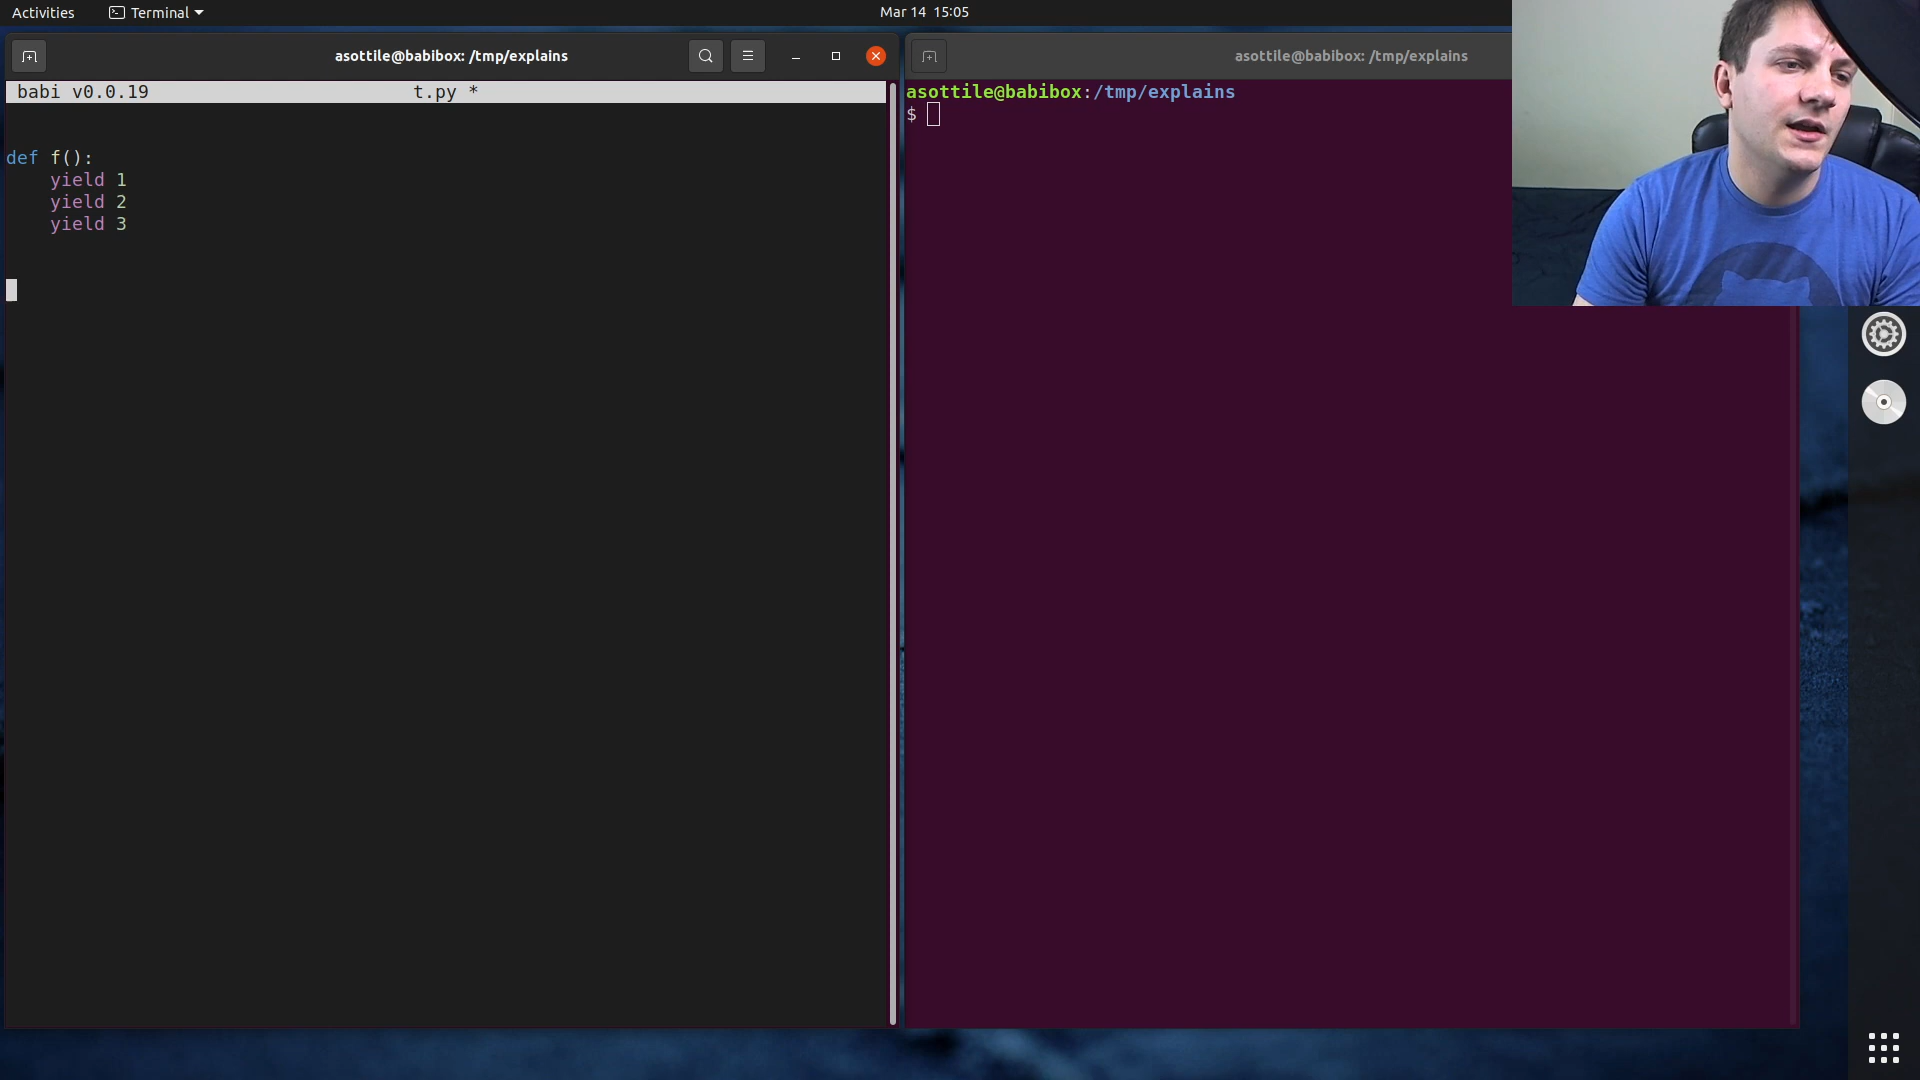 Activities
Terminal
Mar 14 15:05
asottile@babibox: /tmp/explains
babi v0.0.19 t.py *
def f():
    yield 1
    yield 2
    yield 3
asottile@babibox: /tmp/explains
asottile@babibox:/tmp/explains
$